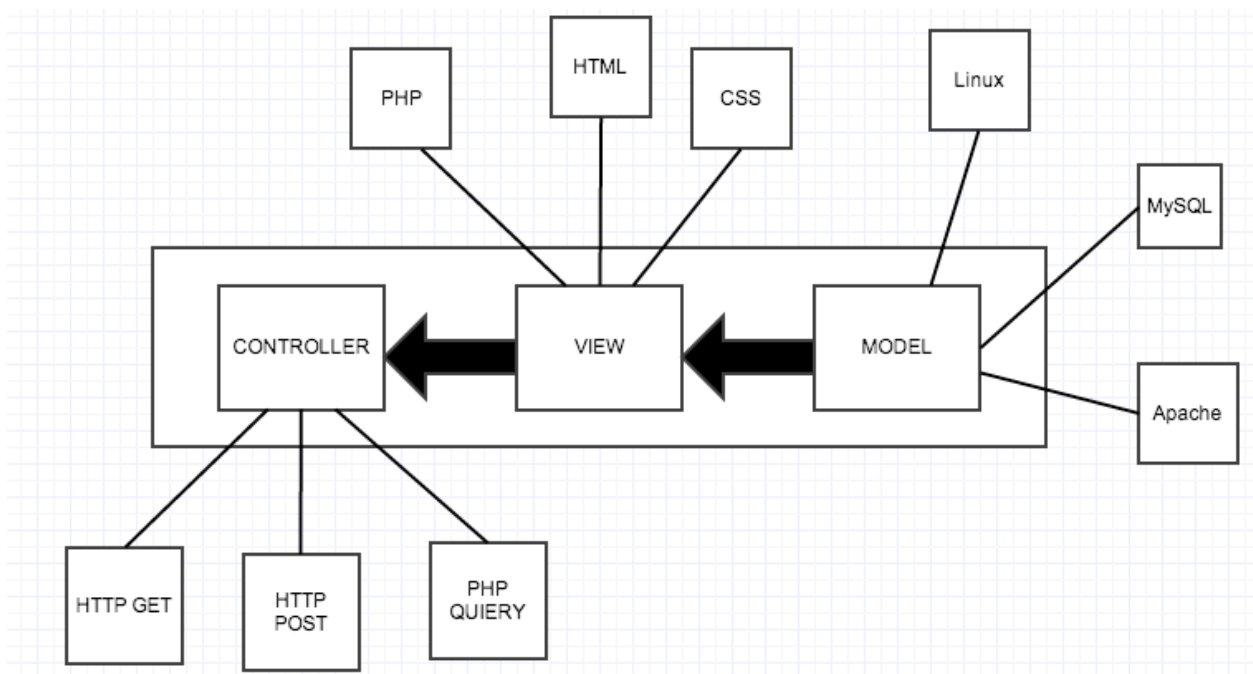 HTML
PHP
CSS
Linux
MySQL
CONTROLLER
VIEW
MODEL
Apache
HTTP GET
HTTP
POST
PHP
QUIERY